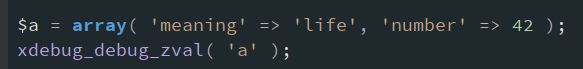 $a = array( 'meaning' => 'life', 'number' => 42 );
xdebug_debug_zval( 'a' );